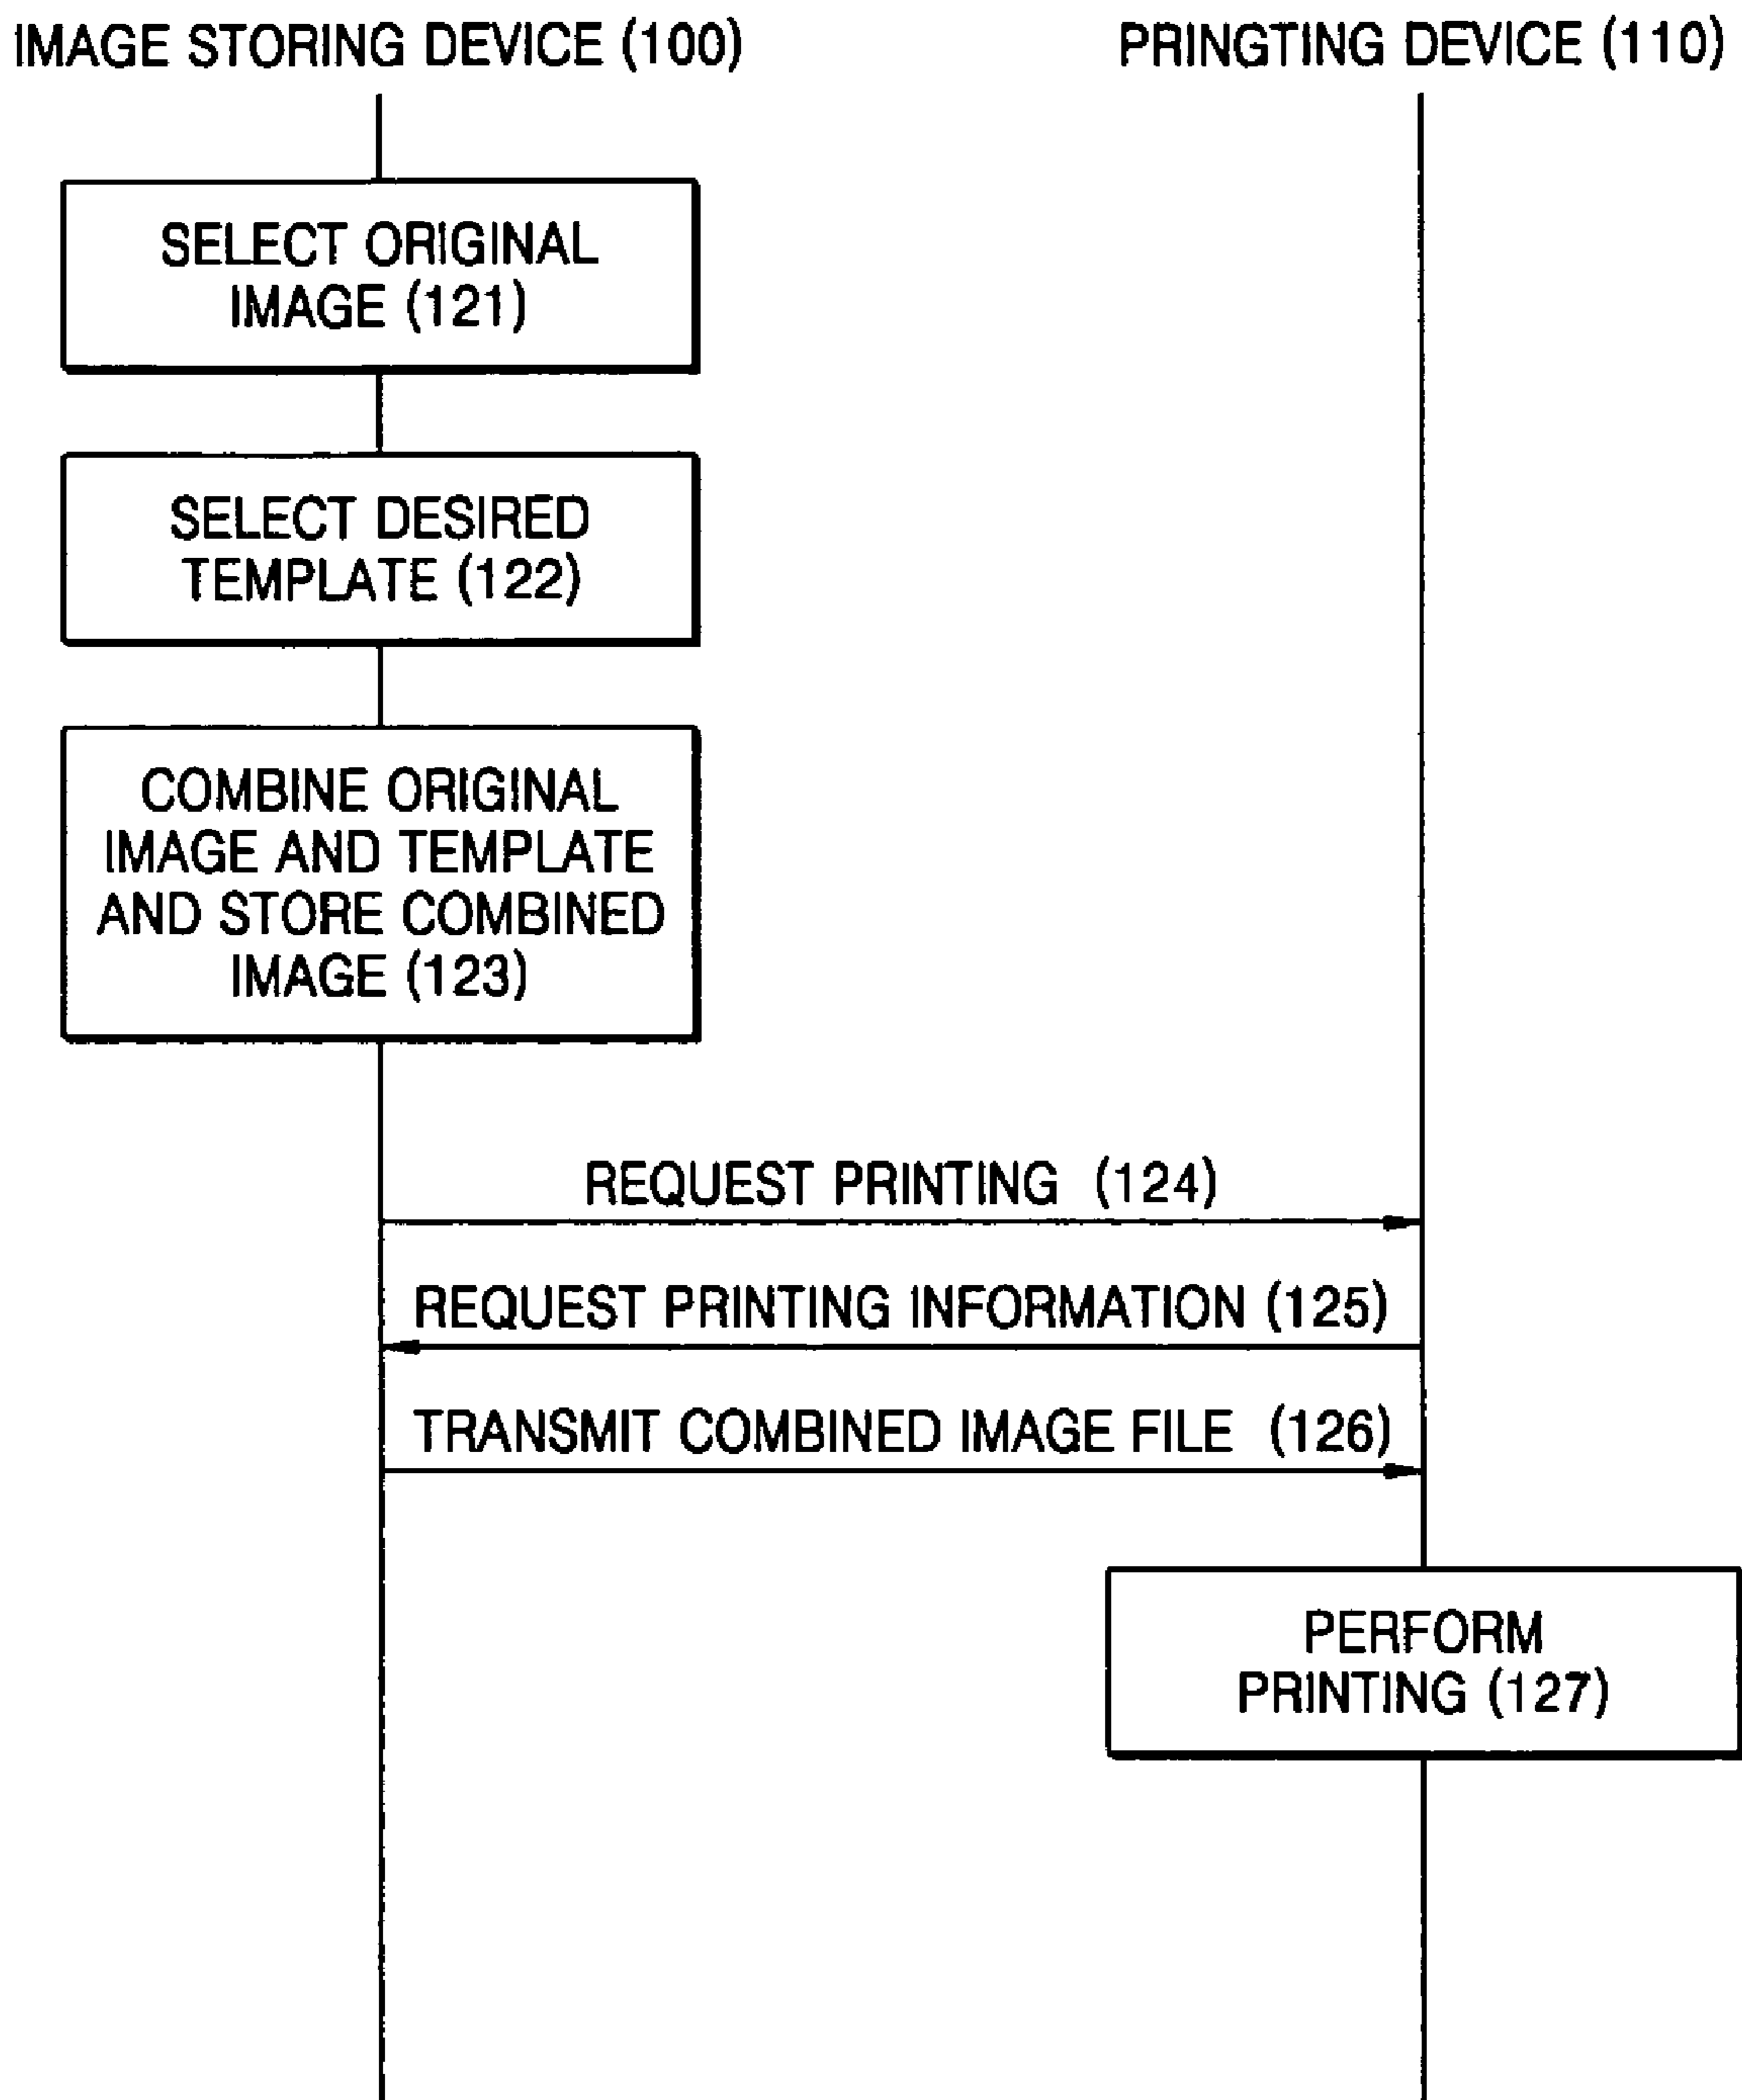 IMAGE STORING DEVICE (100)
PRINGTING DEVICE (110)
SELECT ORIGINAL
IMAGE (121)
SELECT DESIRED
TEMPLATE (122)
COMBINE ORIGINAL
IMAGE AND TEMPLATE
AND STORE COMBINED
IMAGE (123)
REQUEST PRINTING (124)
REQUEST PRINTING INFORMATION (125)
TRANSMIT COMBINED IMAGE FILE (126)
PERFORM
PRINTING (127)